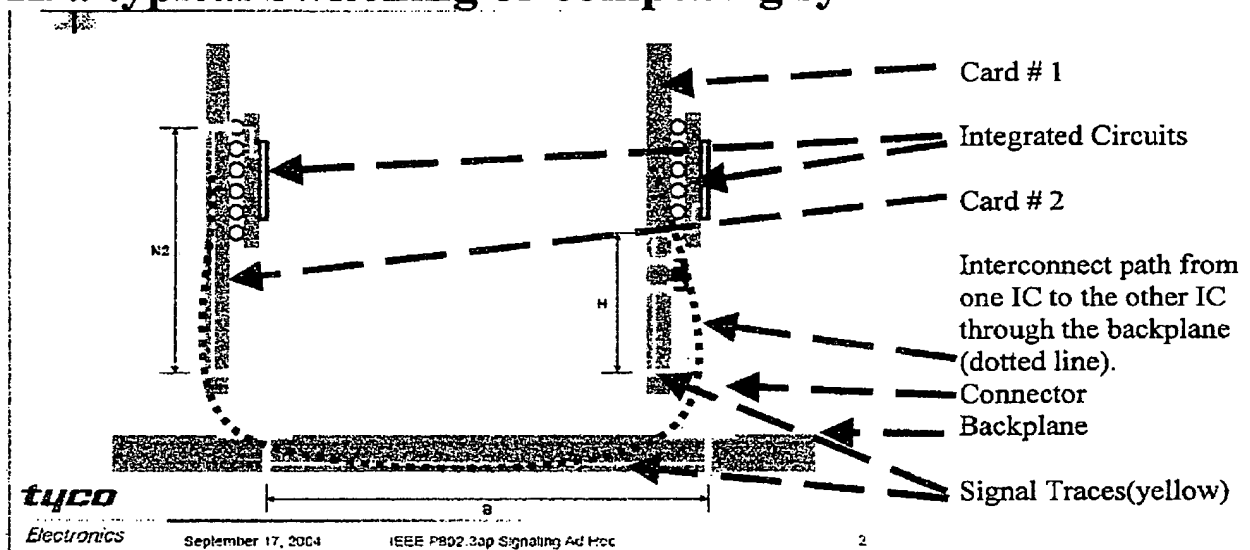 Card # 1
Integrated Circuits
Card # 2
Interconnect path from
one IC to the other IC
through the backplane
(dotted line).
Connector
Backplane
Signal Traces(yellow)
N2
H
B
tyco
Electronics
September 17, 2004
IEEE P802.3ap Signaling Ad Hoc
2